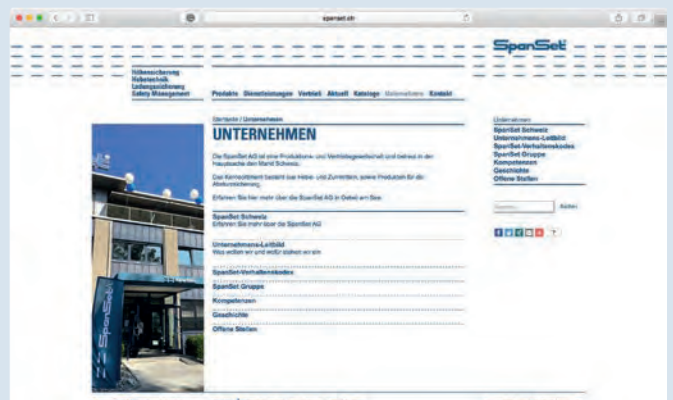 spanset.ch
SpanSet
Höhensicherung
Hebetechnik
Ladungssicherung
Safety Management
Produkte Dienstleistungen Vertrieb Aktuell Kataloge Unternehmen Kontakt
Startseite / Unternehmen
UNTERNEHMEN
Die SpanSet AG ist eine Produktions- und Vertriebsgesellschaft und betreut in der
Hauptsache den Markt Schweiz.
Das Kernsortiment besteht aus Hebe- und Zurrmitteln, sowie Produkten für die
Absturzsicherung.
Erfahren Sie hier mehr über die SpanSet AG in Oetwil am See.
SpanSet Schweiz
Erfahren Sie mehr über die SpanSet AG
Unternehmens-Leitbild
Was wollen wir und wofür stehen wir ein
SpanSet-Verhaltenskodex
SpanSet Gruppe
Kompetenzen
Geschichte
Offene Stellen
Unternehmen
SpanSet Schweiz
Unternehmens-Leitbild
SpanSet-Verhaltenskodex
SpanSet Gruppe
Kompetenzen
Geschichte
Offene Stellen
SpanSet